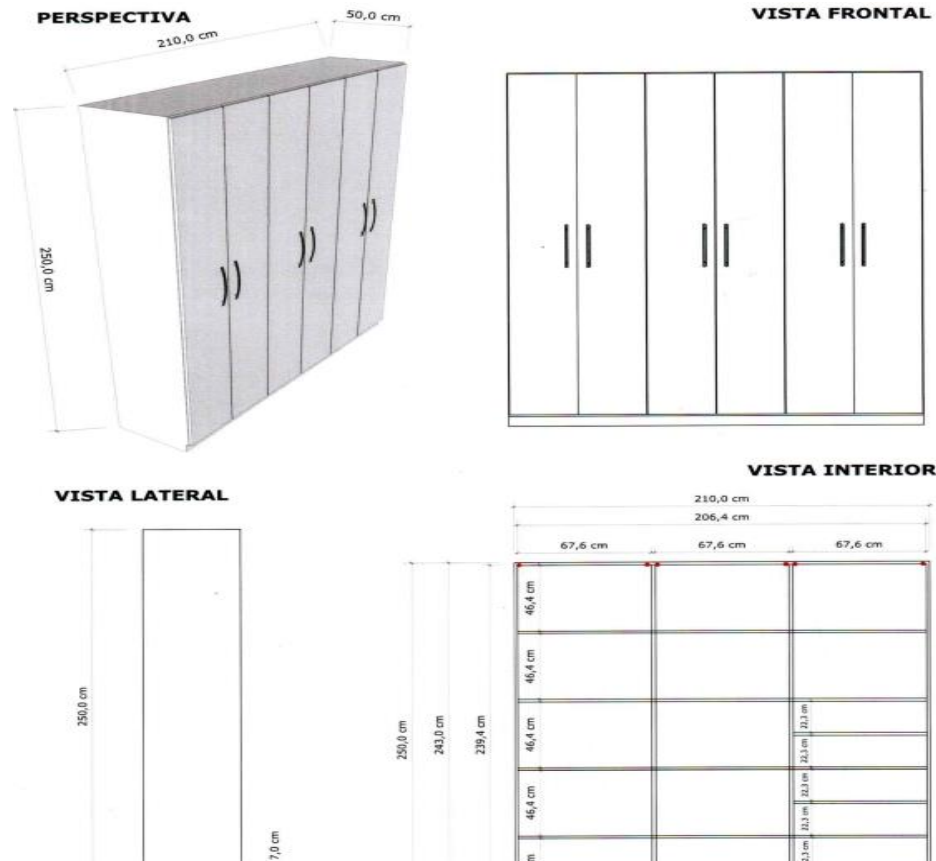 PERSPECTIVA
210,0 cm
50,0 cm
250,0 cm
VISTA FRONTAL
VISTA LATERAL
250,0 cm
7,0 cm
VISTA INTERIOR
210,0 cm
206,4 cm
67,6 cm 67,6 cm 67,6 cm
250,0 cm
243,0 cm
239,4 cm
46,4 cm
46,4 cm
46,4 cm
46,4 cm
22,3 cm
22,3 cm
22,3 cm
22,3 cm